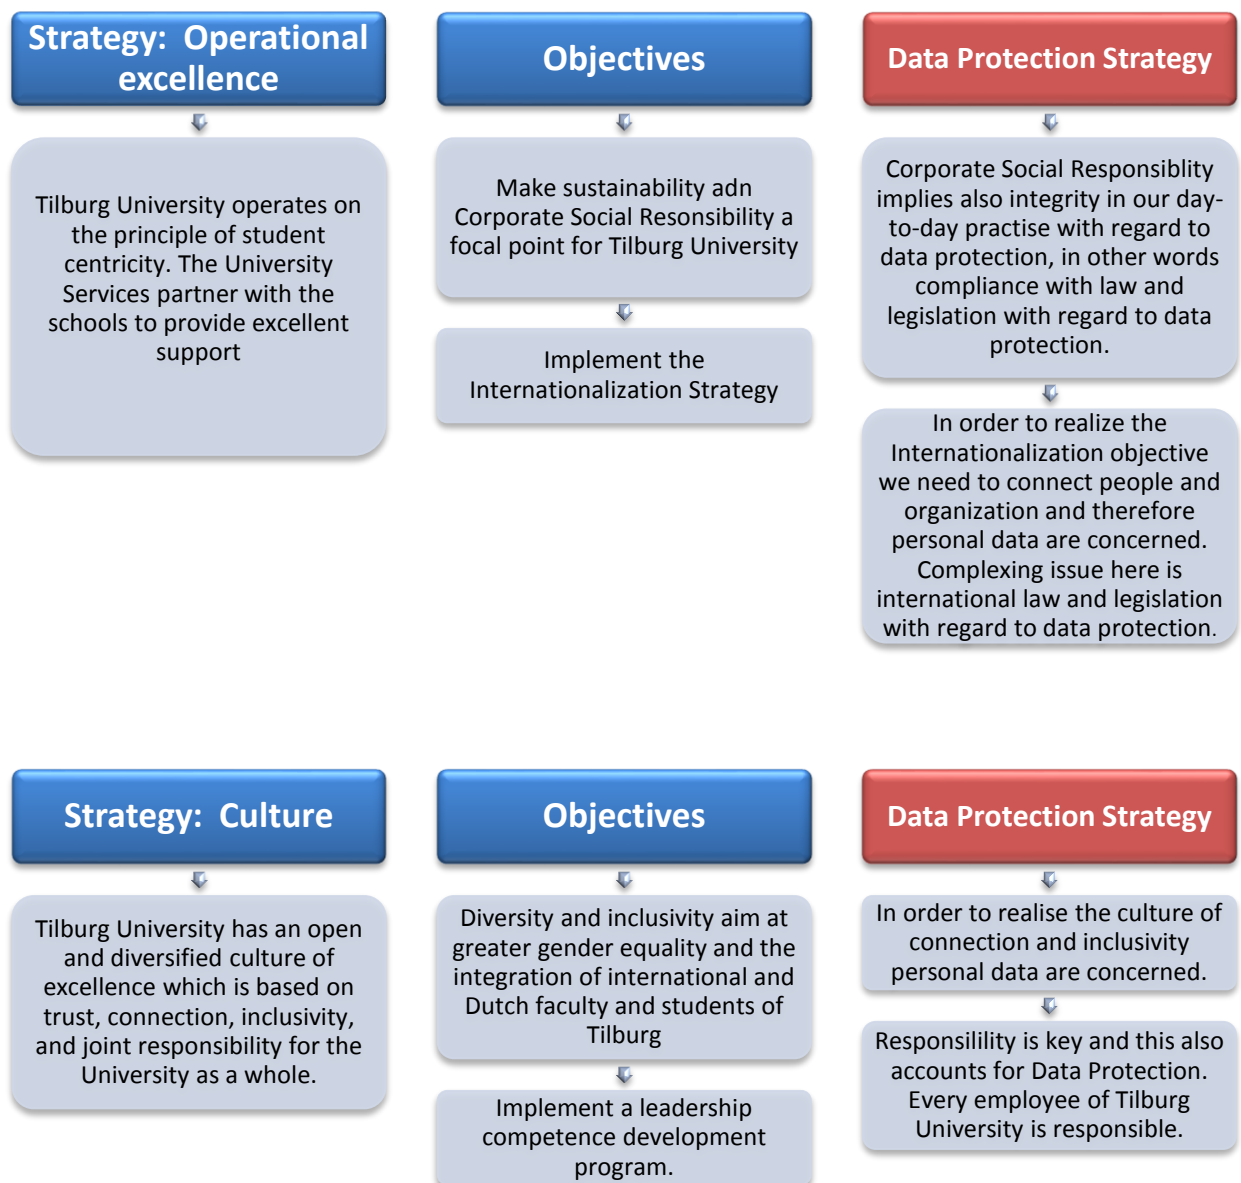 Strategy:  Operational
excellence
Tilburg University operates on
the principle of student
centricity. The University
Services partner with the
schools to provide excellent
support
Objectives
Make sustainability adn
Corporate Social Resonsibility a
focal point for Tilburg University
Implement the
Internationalization Strategy
Data Protection Strategy
Corporate Social Responsiblity
implies also integrity in our day-
to-day practise with regard to
data protection, in other words
compliance with law and
legislation with regard to data
protection.
In order to realize the
Internationalization objective
we need to connect people and
organization and therefore
personal data are concerned.
Complexing issue here is
international law and legislation
with regard to data protection.
Strategy:  Culture
Tilburg University has an open
and diversified culture of
excellence which is based on
trust, connection, inclusivity,
and joint responsibility for the
University as a whole.
Objectives
Diversity and inclusivity aim at
greater gender equality and the
integration of international and
Dutch faculty and students of
Tilburg
Implement a leadership
competence development
program.
Data Protection Strategy
In order to realise the culture of
connection and inclusivity
personal data are concerned.
Responsilility is key and this also
accounts for Data Protection.
Every employee of Tilburg
University is responsible.